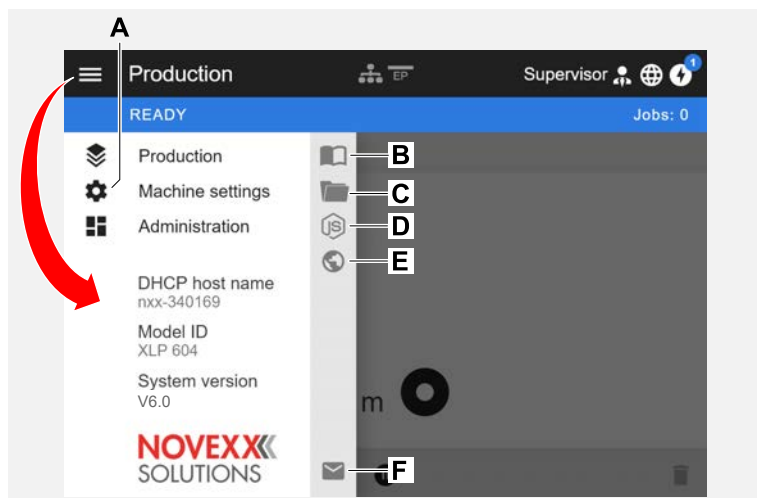 A
Production
EP
Supervisor
1
READY
Jobs: 0
Production
B
Machine settings
C
Administration
JS
D
E
DHCP host name
nxx-340169
Model ID
XLP 604
System version
V6.0
m
NOVEXX
SOLUTIONS
F